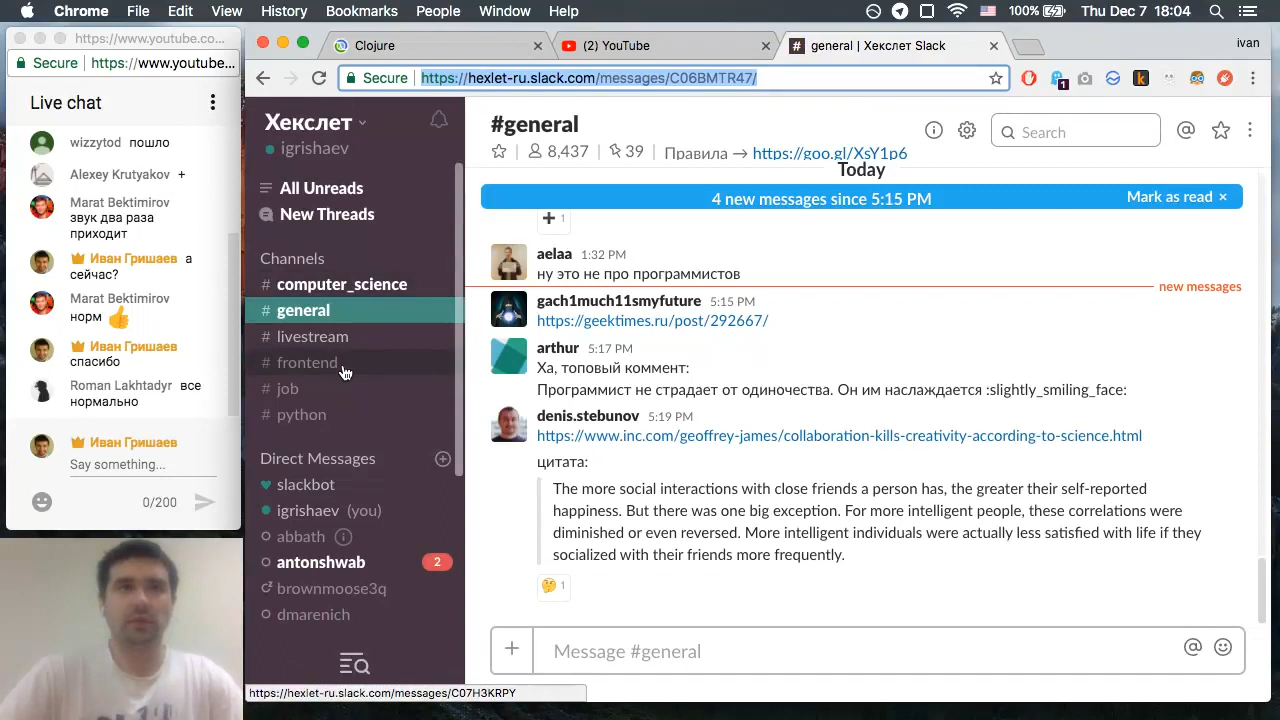 Chrome File Edit View History Bookmarks People Window Help 100% Thu Dec 7 18:04
https://www.youtube.co...
Secure https://www.youtube...
Live chat
wizzytod пошло
Alexey Krutyakov +
Marat Bektimirov
звук два раза
приходит
Иван Гришаев а
сейчас?
Marat Bektimirov
норм
Иван Гришаев
спасибо
Roman Lakhtadyr все
нормально
Иван Гришаев
Say something...
0/200
Clojure
(2) YouTube
general | Хекслет Slack
ivan
Secure https://hexlet-ru.slack.com/messages/C06BMTR47/
1
Хекслет
igrishaev
All Unreads
New Threads
Channels
# computer_science
# general
# livestream
# frontend
# job
# python
Direct Messages
slackbot
igrishaev (you)
abbath
antonshwab 2
brownmoose3q
dmarenich
https://hexlet-ru.slack.com/messages/C07H3KRPY
#general
8,437 39 Правила → https://goo.gl/XsY1p6
Search
Today
4 new messages since 5:15 PM Mark as read ×
1
aelaa 1:32 PM
ну это не про программистов
new messages
gach1much11smyfuture 5:15 PM
https://geektimes.ru/post/292667/
arthur 5:17 PM
Ха, топовый коммент:
Программист не страдает от одиночества. Он им наслаждается :slightly_smiling_face:
denis.stebunov 5:19 PM
https://www.inc.com/geoffrey-james/collaboration-kills-creativity-according-to-science.html
цитата:
The more social interactions with close friends a person has, the greater their self-reported
happiness. But there was one big exception. For more intelligent people, these correlations were
diminished or even reversed. More intelligent individuals were actually less satisfied with life if they
socialized with their friends more frequently.
1
Message #general